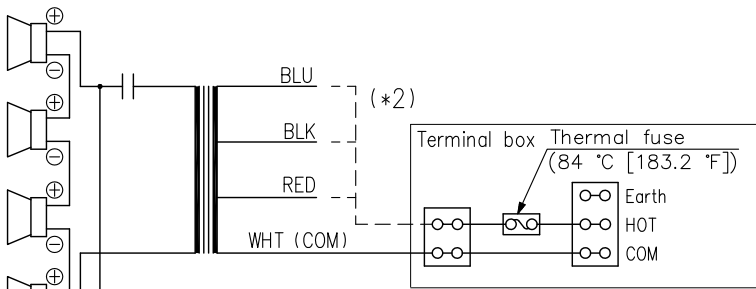 ⊕
⊖
⊕
⊖
⊕
⊖
⊕
BLU
(*2)
BLK
RED
WHT (COM)
Terminal box
Thermal fuse
(84 °C [183.2 °F])
Earth
HOT
COM